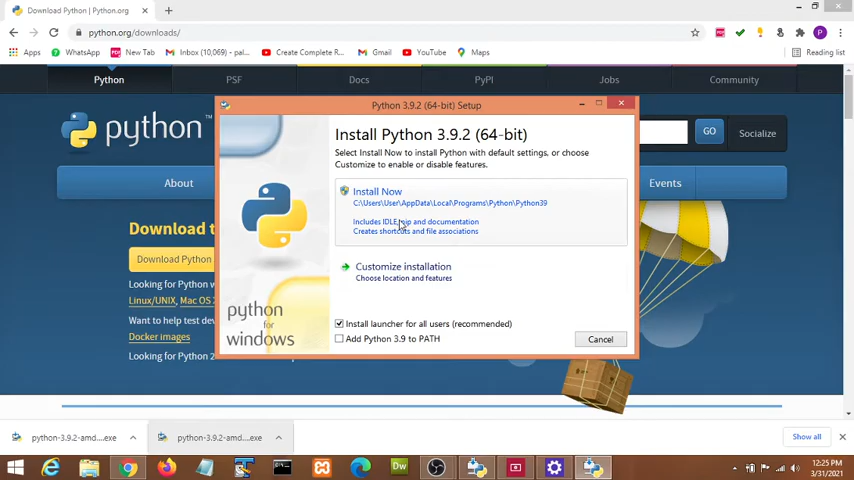 Download Python | Python.org
python.org/downloads/
P
Apps
WhatsApp
New Tab
Inbox (10,069) - pal...
Create Complete R...
Gmail
YouTube
Maps
Reading list
Python
PSF
Docs
PyPI
Jobs
Community
python™
GO
Socialize
About
Events
Download
Download Python
Looking for Python
Linux/UNIX, Mac OS
Want to help test
Docker images
Looking for Python 2
Python 3.9.2 (64-bit) Setup
Install Python 3.9.2 (64-bit)
Select Install Now to install Python with default settings, or choose
Customize to enable or disable features.
Install Now
C:\Users\User\AppData\Local\Programs\Python\Python39
Includes IDLE, pip and documentation
Creates shortcuts and file associations
Customize installation
Choose location and features
Install launcher for all users (recommended)
Add Python 3.9 to PATH
Cancel
python
for
windows
python-3.9.2-amd....exe
python-3.9.2-amd....exe
Show all
Dw
12:25 PM
3/31/2021